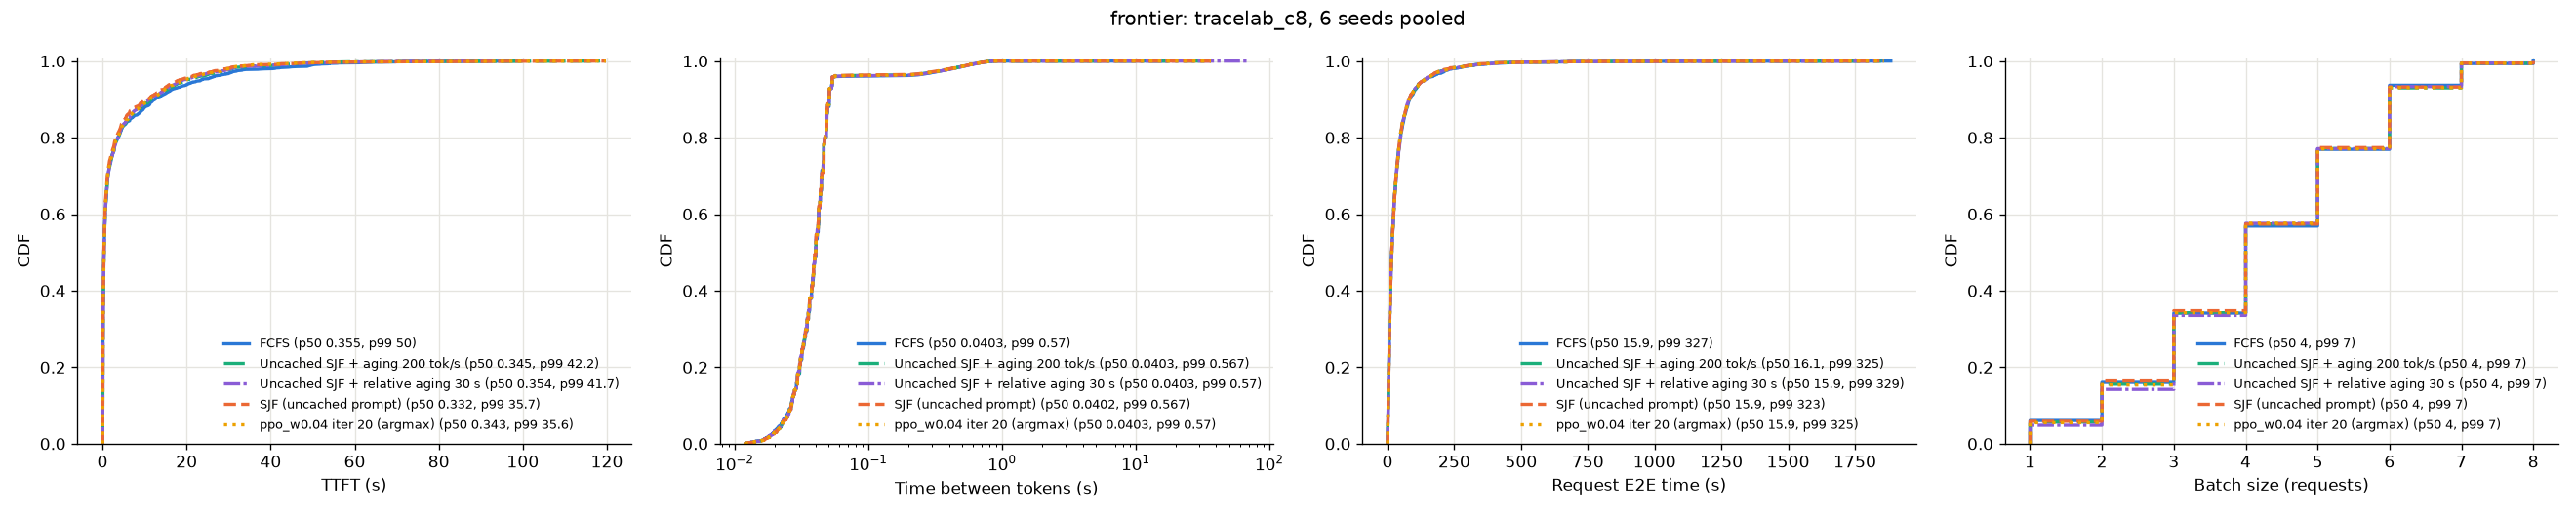 frontier: tracelab_c8, 6 seeds pooled
CDF
1.0
0.8
0.6
0.4
0.2
0.0
FCFS (p50 0.355, p99 50)
Uncached SJF + aging 200 tok/s (p50 0.345, p99 42.2)
Uncached SJF + relative aging 30 s (p50 0.354, p99 41.7)
SJF (uncached prompt) (p50 0.332, p99 35.7)
ppo_w0.04 iter 20 (argmax) (p50 0.343, p99 35.6)
0 20 40 60 80 100 120
TTFT (s)
CDF
1.0
0.8
0.6
0.4
0.2
0.0
FCFS (p50 0.0403, p99 0.57)
Uncached SJF + aging 200 tok/s (p50 0.0403, p99 0.567)
Uncached SJF + relative aging 30 s (p50 0.0403, p99 0.57)
SJF (uncached prompt) (p50 0.0402, p99 0.567)
ppo_w0.04 iter 20 (argmax) (p50 0.0403, p99 0.57)
10⁻² 10⁻¹ 10⁰ 10¹ 10²
Time between tokens (s)
CDF
1.0
0.8
0.6
0.4
0.2
0.0
FCFS (p50 15.9, p99 327)
Uncached SJF + aging 200 tok/s (p50 16.1, p99 325)
Uncached SJF + relative aging 30 s (p50 15.9, p99 329)
SJF (uncached prompt) (p50 15.9, p99 323)
ppo_w0.04 iter 20 (argmax) (p50 15.9, p99 325)
0 250 500 750 1000 1250 1500 1750
Request E2E time (s)
CDF
1.0
0.8
0.6
0.4
0.2
0.0
FCFS (p50 4, p99 7)
Uncached SJF + aging 200 tok/s (p50 4, p99 7)
Uncached SJF + relative aging 30 s (p50 4, p99 7)
SJF (uncached prompt) (p50 4, p99 7)
ppo_w0.04 iter 20 (argmax) (p50 4, p99 7)
1 2 3 4 5 6 7 8
Batch size (requests)